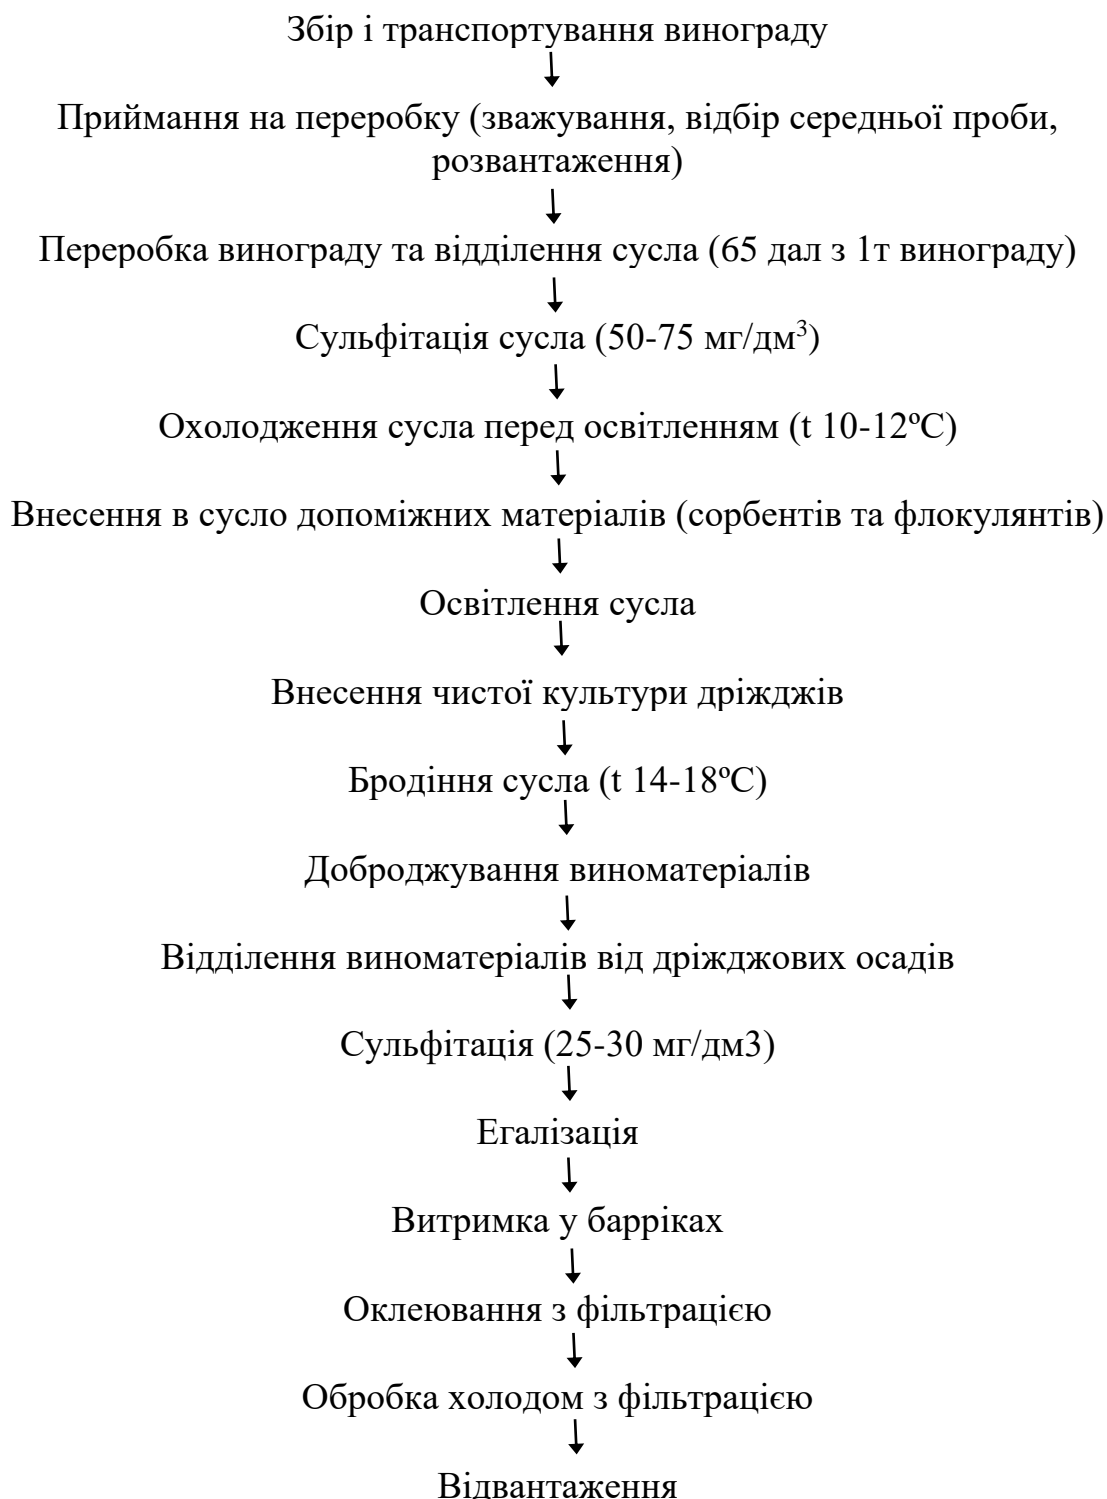 Збір і транспортування винограду
Приймання на переробку (зважування, відбір середньої проби,
розвантаження)
Переробка винограду та відділення сусла (65 дал з 1т винограду)
Сульфітація сусла (50-75 мг/дм³)
Охолодження сусла перед освітленням (t 10-12ºС)
Внесення в сусло допоміжних матеріалів (сорбентів та флокулянтів)
Освітлення сусла
Внесення чистої культури дріжджів
Бродіння сусла (t 14-18ºС)
Доброджування виноматеріалів
Відділення виноматеріалів від дріжджових осадів
Сульфітація (25-30 мг/дм3)
Егалізація
Витримка у барріках
Оклеювання з фільтрацією
Обробка холодом з фільтрацією
Відвантаження